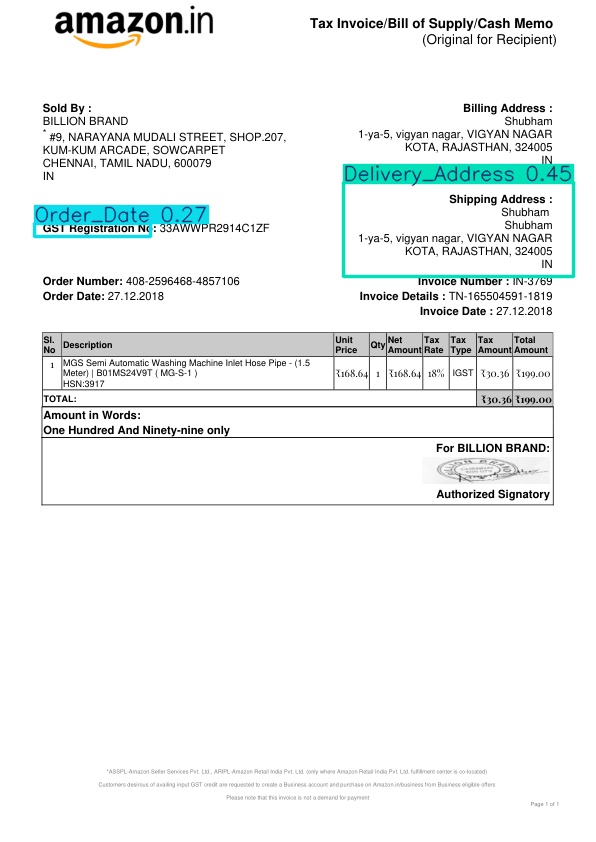 amazon.in
Tax Invoice/Bill of Supply/Cash Memo
(Original for Recipient)
Sold By :
BILLION BRAND
* #9, NARAYANA MUDALI STREET, SHOP.207,
KUM-KUM ARCADE, SOWCARPET
CHENNAI, TAMIL NADU, 600079
IN
Billing Address :
Shubham
1-ya-5, vigyan nagar, VIGYAN NAGAR
KOTA, RAJASTHAN, 324005
IN
Delivery_Address 0.45
Shipping Address :
Shubham
Shubham
1-ya-5, vigyan nagar, VIGYAN NAGAR
KOTA, RAJASTHAN, 324005
IN
Order_Date 0.27
GST Registration No: 33AWWPR2914C1ZF
Order Number: 408-2596468-4857106
Order Date: 27.12.2018
Invoice Number : IN-3769
Invoice Details : TN-165504591-1819
Invoice Date : 27.12.2018
Sl. No Description Unit Price Qty Net Amount Tax Rate Tax Type Tax Amount Total Amount
1 MGS Semi Automatic Washing Machine Inlet Hose Pipe - (1.5
Meter) | B01MS24V9T ( MG-S-1 ) ₹168.64 1 ₹168.64 18% IGST ₹30.36 ₹199.00
HSN:3917
TOTAL: ₹30.36 ₹199.00
Amount in Words:
One Hundred And Ninety-nine only
For BILLION BRAND:
Authorized Signatory
*ASSPL-Amazon Seller Services Pvt. Ltd., ARIPL-Amazon Retail India Pvt. Ltd. (only where Amazon Retail India Pvt. Ltd. fulfillment center is co-located)
Customers desirous of availing input GST credit are requested to create a Business account and purchase on Amazon.in/business from Business eligible offers
Please note that this invoice is not a demand for payment
Page 1 of 1